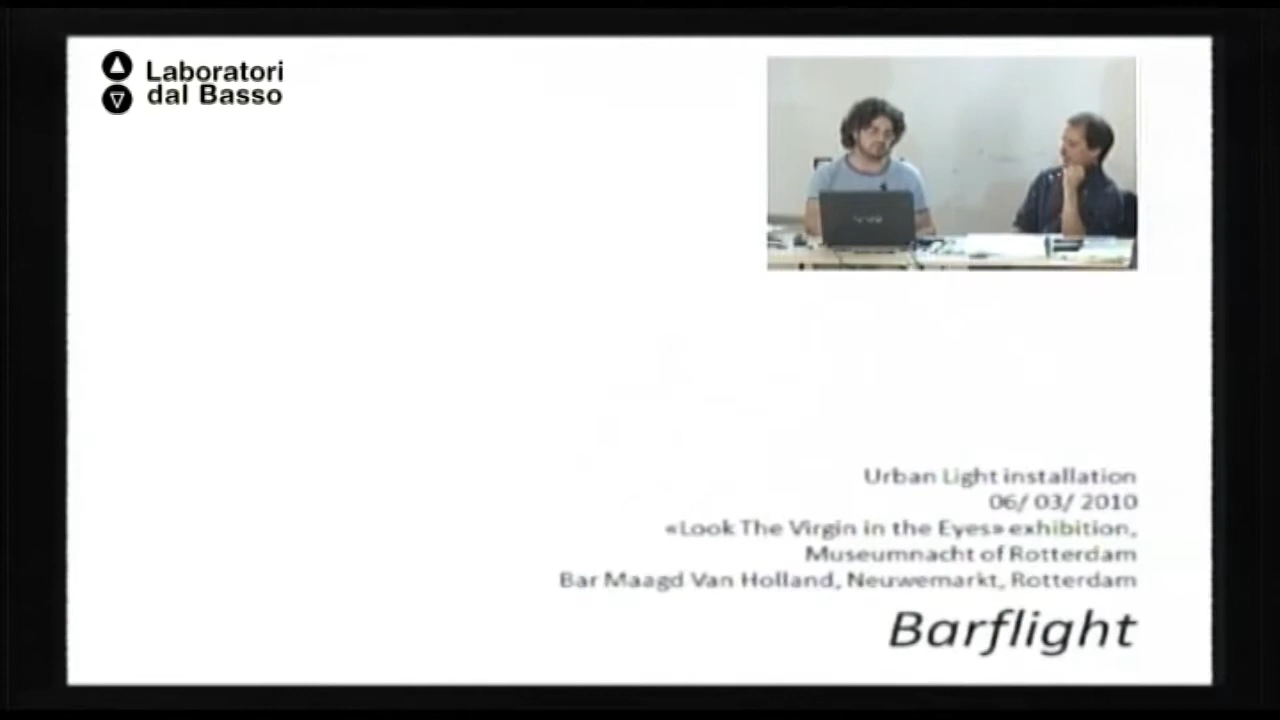 Laboratori
dal Basso
Urban Light installation
06/ 03/ 2010
«Look The Virgin in the Eyes» exhibition,
Museumnacht of Rotterdam
Bar Maagd Van Holland, Neuwemarkt, Rotterdam
Barflight